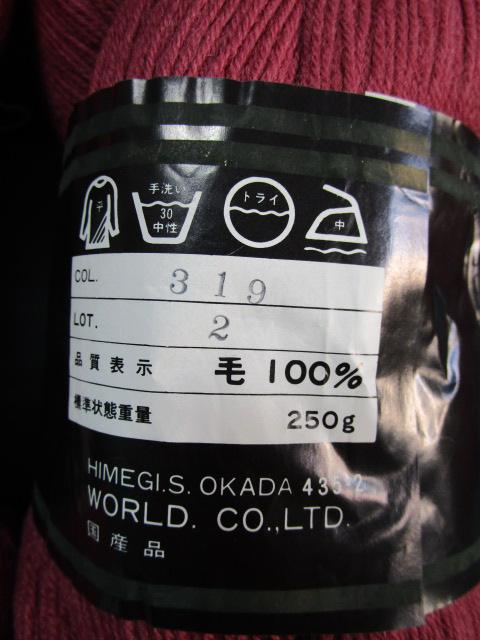 平
手洗い
30
中性
ドライ
中
COL. 319
LOT. 2
品質表示 毛 100%
標準状態重量 250g
HIMEGI.S. OKADA
WORLD. CO.,LTD.
国産品